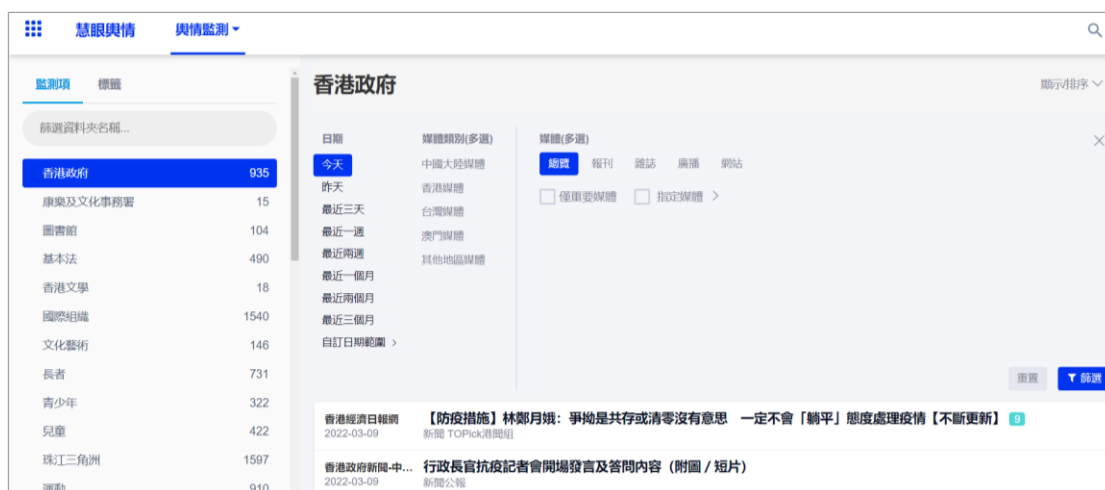 慧眼輿情 輿情監測
監測項 標籤
篩選資料夾名稱...
香港政府 935
康樂及文化事務署 15
圖書館 104
基本法 490
香港文學 18
國際組織 1540
文化藝術 146
長者 731
青少年 322
兒童 422
珠江三角洲 1597
運動 910
香港政府
顯示/排序
日期
今天
昨天
最近三天
最近一週
最近兩週
最近一個月
最近兩個月
最近三個月
自訂日期範圍 >
媒體類別(多選)
中國大陸媒體
香港媒體
台灣媒體
澳門媒體
其他地區媒體
媒體(多選)
總覽 報刊 雜誌 廣播 網站
僅重要媒體 指定媒體 >
重置 篩選
香港經濟日報網 【防疫措施】林鄭月娥：爭拗是共存或清零沒有意思 一定不會「躺平」態度處理疫情【不斷更新】 9
2022-03-09 新聞 TOPick港聞組
香港政府新聞-中... 行政長官抗疫記者會開場發言及答問內容（附圖／短片）
2022-03-09 新聞公報